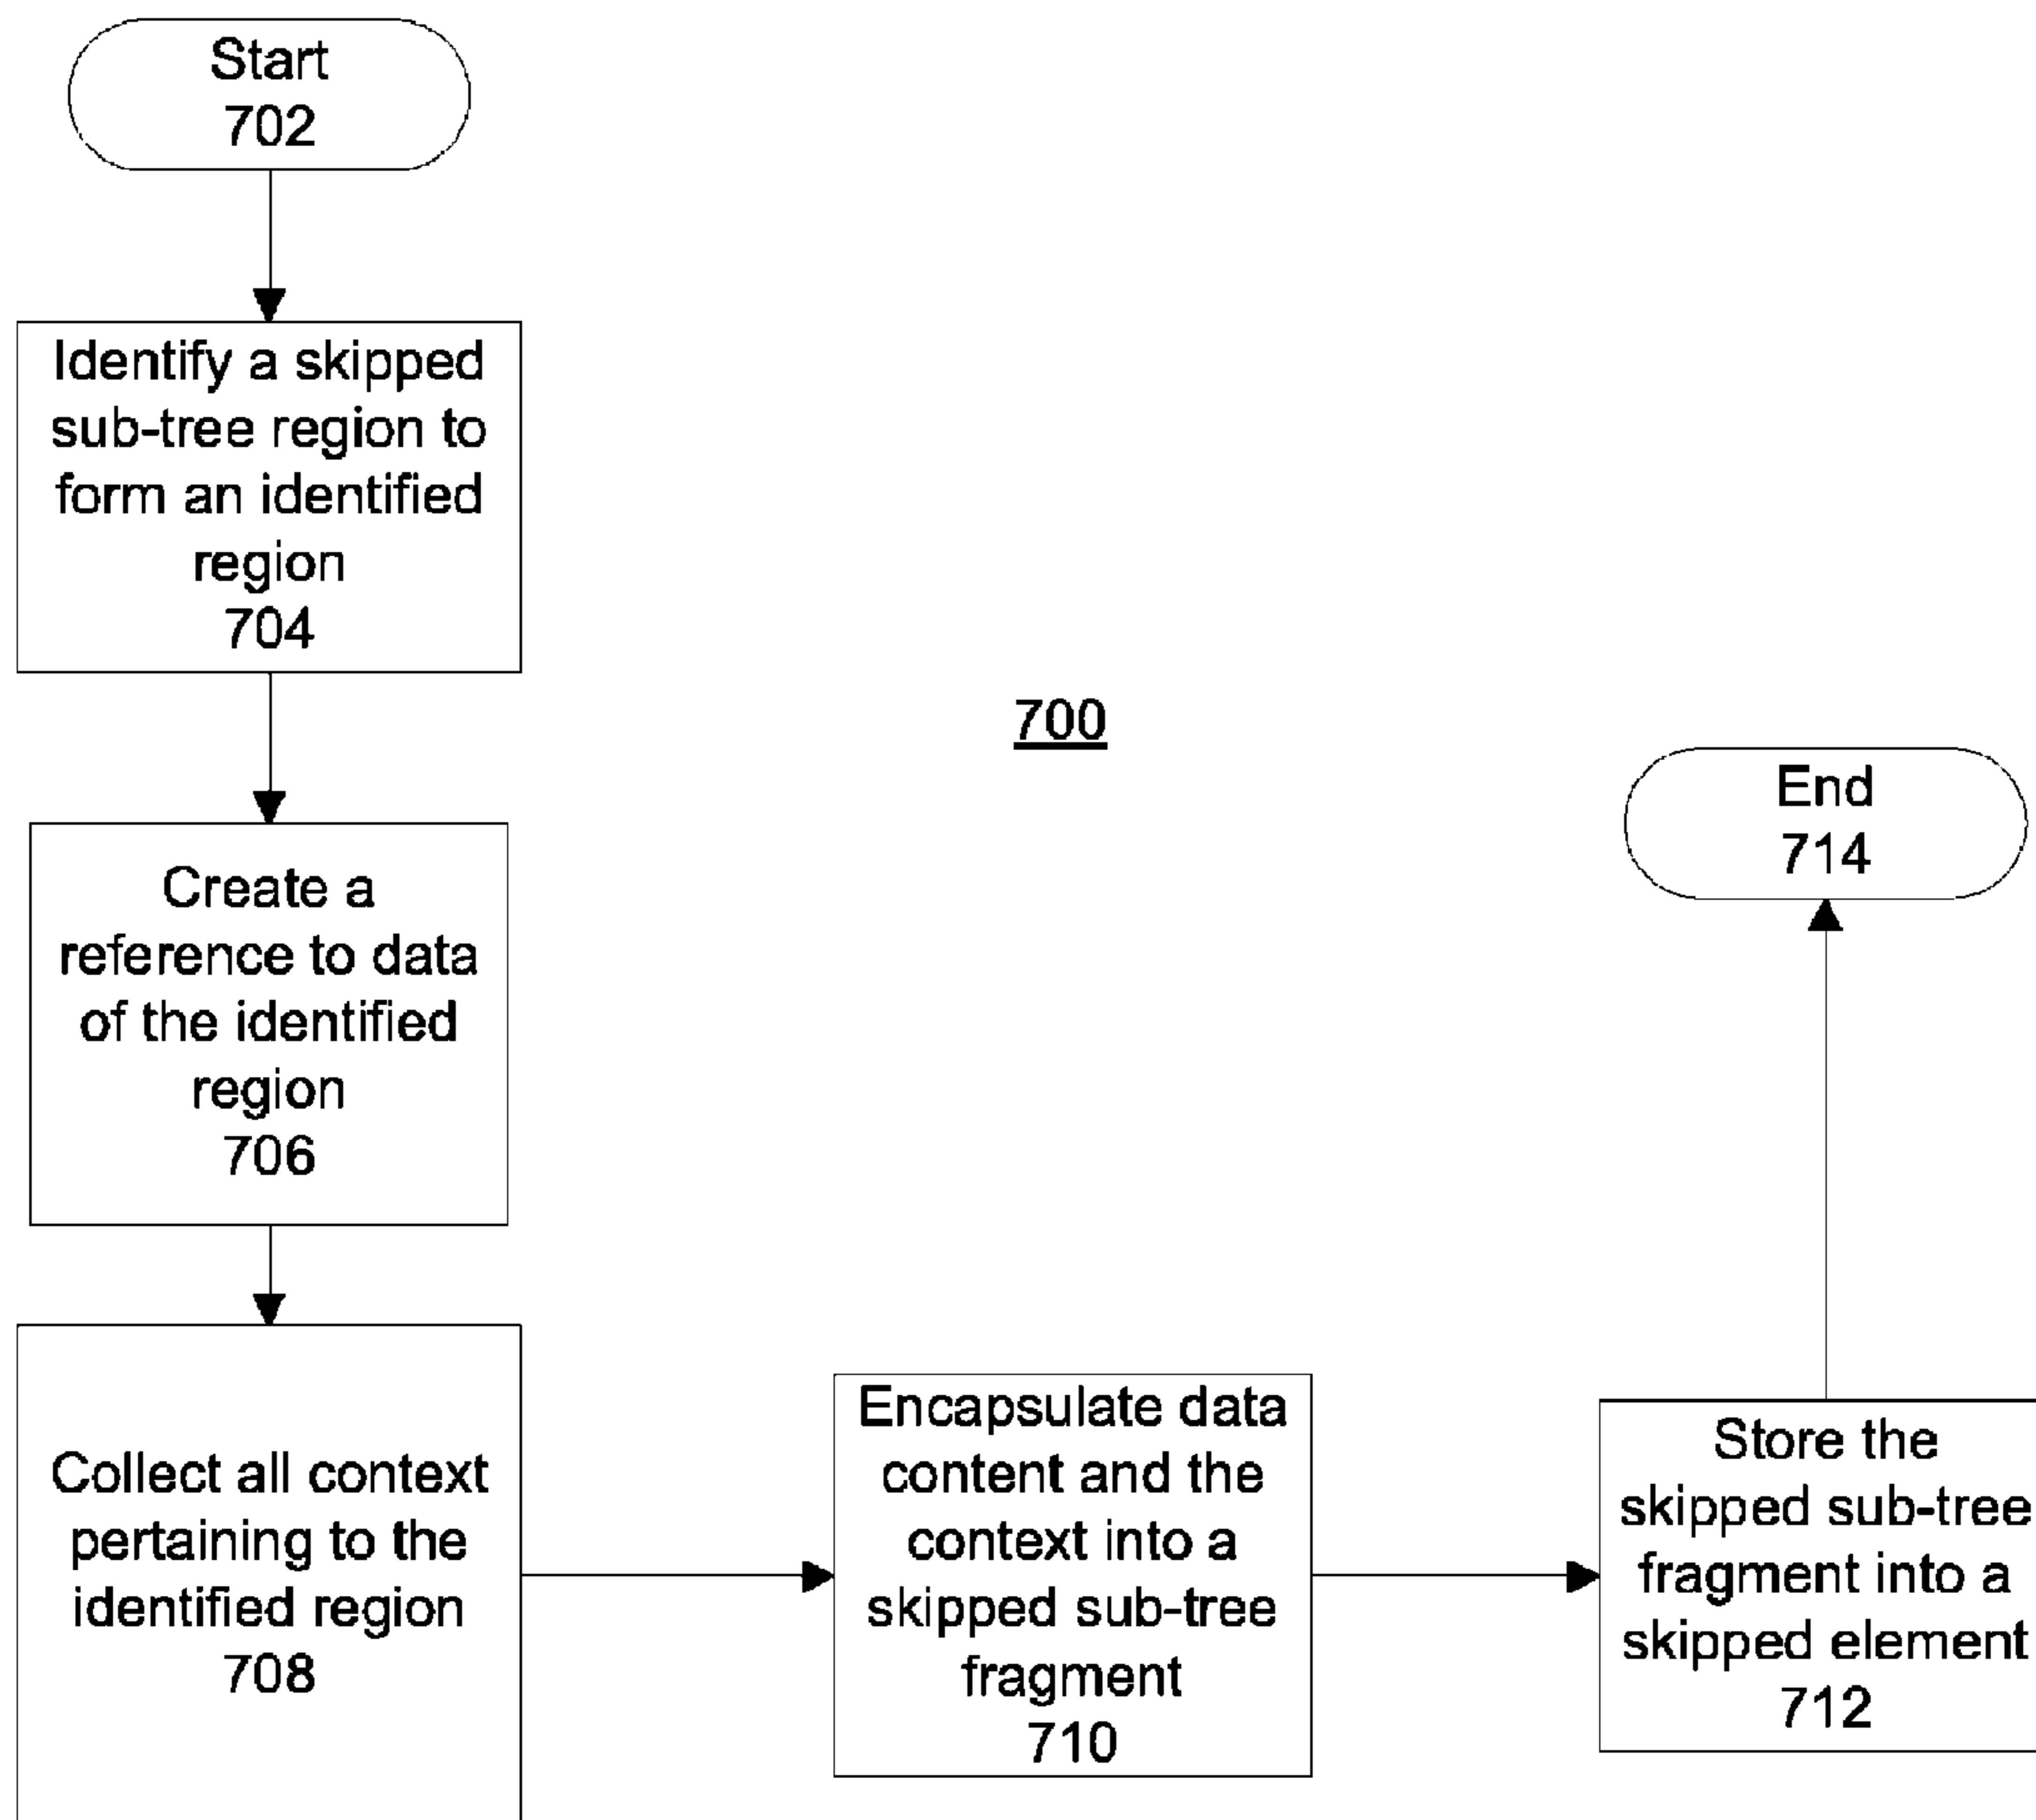 Start
702
Identify a skipped
sub-tree region to
form an identified
region
704
Create a
reference to data
of the identified
region
706
Collect all context
pertaining to the
identified region
708
Encapsulate data
content and the
context into a
skipped sub-tree
fragment
710
Store the
skipped sub-tree
fragment into a
skipped element
712
End
714
700